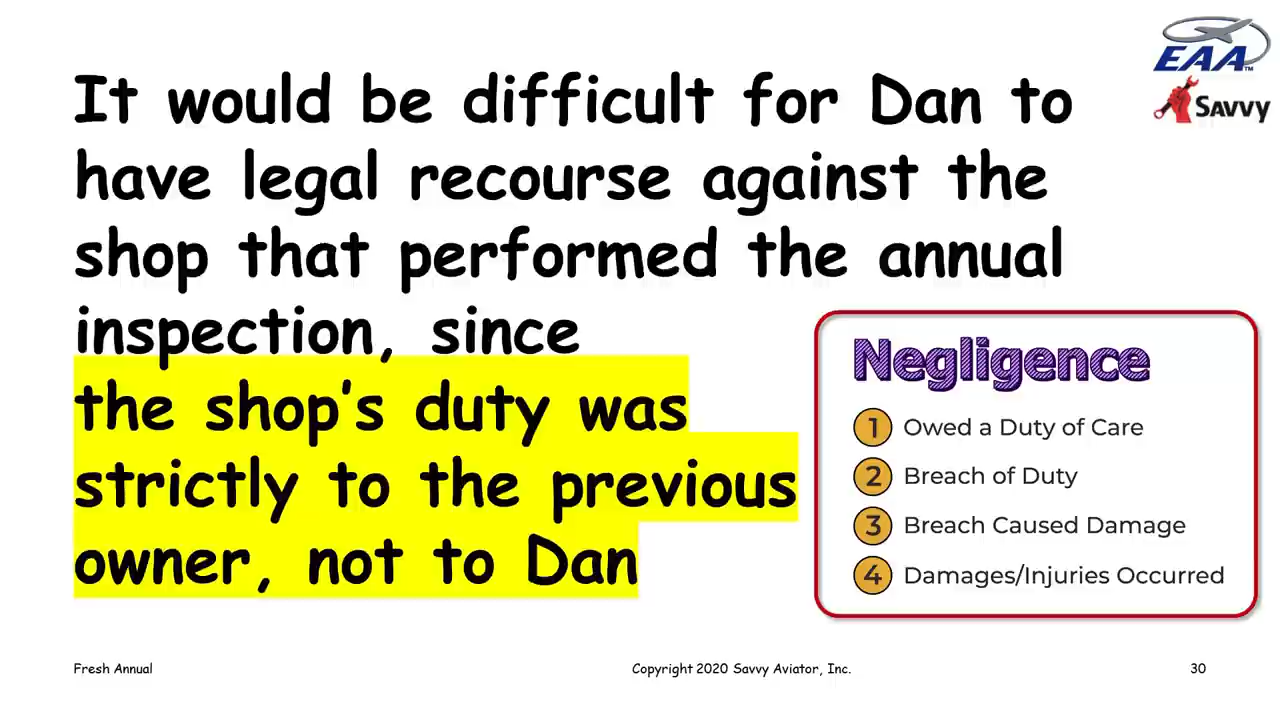 EAA™
SAVVY
It would be difficult for Dan to
have legal recourse against the
shop that performed the annual
inspection, since
the shop's duty was
strictly to the previous
owner, not to Dan
Negligence
1 Owed a Duty of Care
2 Breach of Duty
3 Breach Caused Damage
4 Damages/Injuries Occurred
Fresh Annual
Copyright 2020 Savvy Aviator, Inc.
30